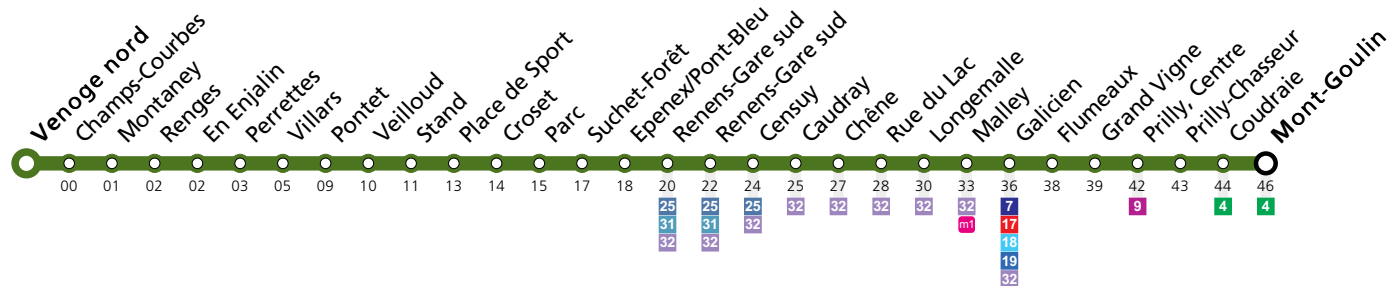 Venoge nord
Champs-Courbes
Montaney
Renges
En Enjalin
Perrettes
Villars
Pontet
Veilloud
Stand
Place de Sport
Croset
Parc
Suchet-Forêt
Epenex/Pont-Bleu
Renens-Gare sud
Renens-Gare sud
Censuy
Caudray
Chêne
Rue du Lac
Longemalle
Malley
Galicien
Flumeaux
Grand Vigne
Prilly, Centre
Prilly-Chasseur
Coudraie
Mont-Goulin
00 01 02 02 03 05 09 10 11 13 14 15 17 18 20 22 24 25 27 28 30 33 36 38 39 42 43 44 46
25 25 25 32 32 32 32 32 7 9 4 4
31 31 32 m1 17
32 32 18
19
32